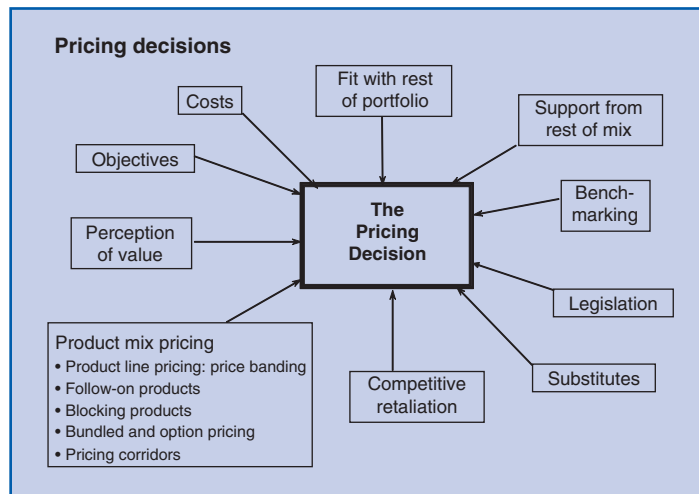 Pricing decisions
Fit with rest
of portfolio
Costs
Support from
rest of mix
Objectives
Bench-
marking
The
Pricing
Decision
Perception
of value
Legislation
Product mix pricing
• Product line pricing: price banding
• Follow-on products
• Blocking products
• Bundled and option pricing
• Pricing corridors
Competitive
retaliation
Substitutes